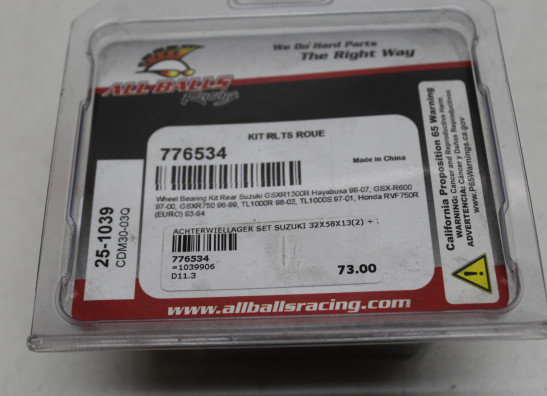 We Do Hard Parts
The Right Way
ALL BALLS
Racing
KIT RLTS ROUE
776534
Made in China
Wheel Bearing Kit Rear Suzuki GSXR1300R Hayabusa 99-07, GSX-R600
97-00, GSXR750 96-99, TL1000R 98-03, TL1000S 97-01, Honda RVF750R
(EURO) 93-94
25-1039
CDM30-03Q
ACHTERWIELLAGER SET SUZUKI 32X58X13(2) +
776534
=1039906
D11.3
73.00
California Proposition 65 Warning
WARNING: Cancer and Reproductive Harm
ADVERTENCIA: Cáncer y Daños Reproductivos
www.P65Warnings.ca.gov
www.allballsracing.com